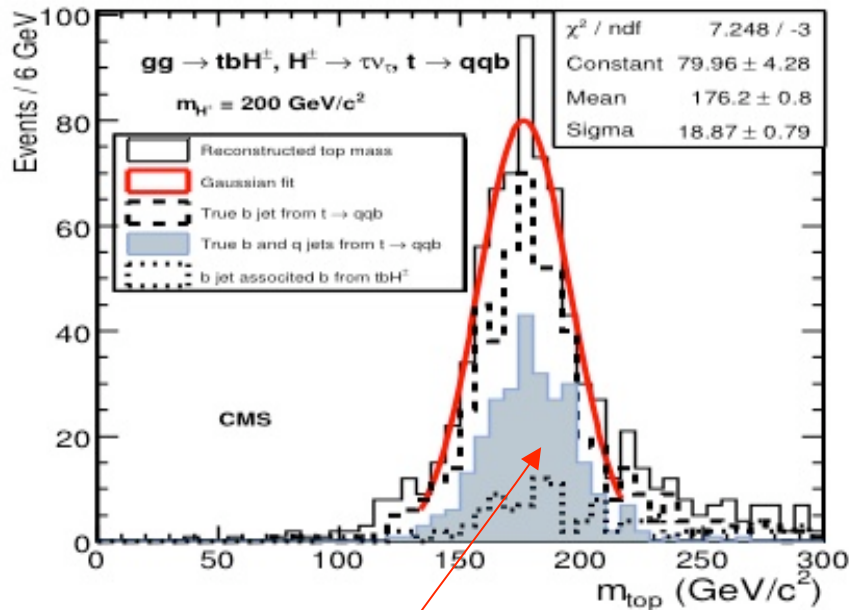 gg → tbH±, H± → τντ, t → qqb
mH+ = 200 GeV/c²
χ² / ndf 7.248 / -3
Constant 79.96 ± 4.28
Mean 176.2 ± 0.8
Sigma 18.87 ± 0.79
Reconstructed top mass
Gaussian fit
True b jet from t → qqb
True b and q jets from t → qqb
b jet associted b from tbH±
CMS
Events / 6 GeV
100
80
60
40
20
0
0 50 100 150 200 250 300
mtop (GeV/c²)